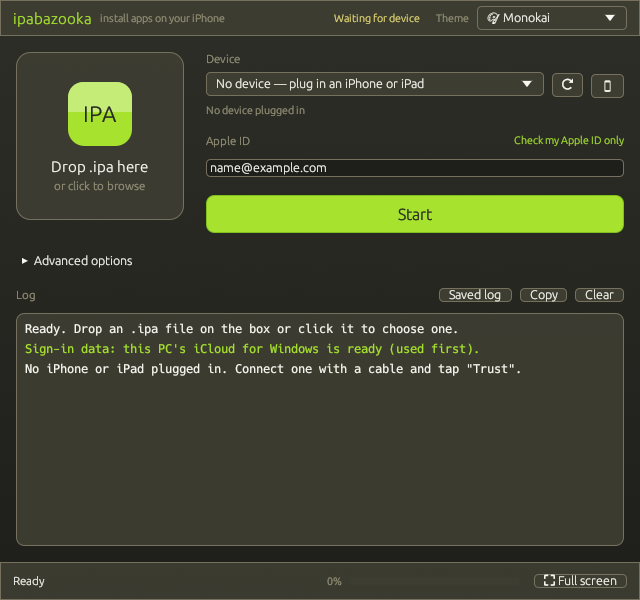 ipabazooka install apps on your iPhone Waiting for device Theme Monokai
IPA
Drop .ipa here
or click to browse
Device
No device — plug in an iPhone or iPad
No device plugged in
Apple ID Check my Apple ID only
name@example.com
Start
Advanced options
Log Saved log Copy Clear
Ready. Drop an .ipa file on the box or click it to choose one.
Sign-in data: this PC's iCloud for Windows is ready (used first).
No iPhone or iPad plugged in. Connect one with a cable and tap "Trust".
Ready 0% Full screen